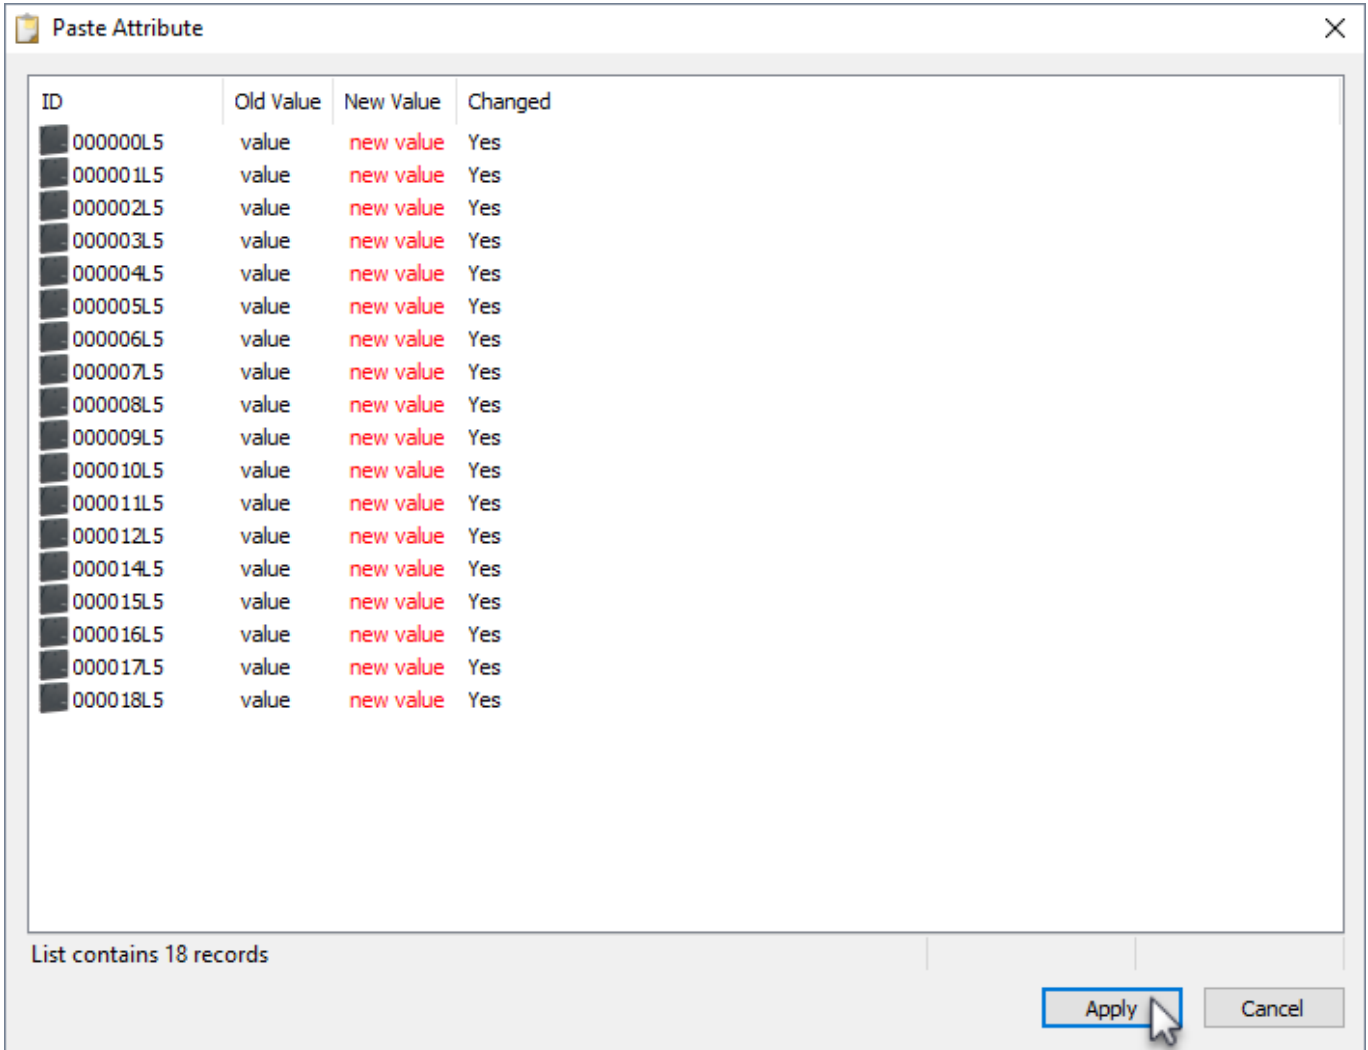 Paste Attribute
ID Old Value New Value Changed
000000L5 value new value Yes
000001L5 value new value Yes
000002L5 value new value Yes
000003L5 value new value Yes
000004L5 value new value Yes
000005L5 value new value Yes
000006L5 value new value Yes
000007L5 value new value Yes
000008L5 value new value Yes
000009L5 value new value Yes
000010L5 value new value Yes
000011L5 value new value Yes
000012L5 value new value Yes
000014L5 value new value Yes
000015L5 value new value Yes
000016L5 value new value Yes
000017L5 value new value Yes
000018L5 value new value Yes
List contains 18 records
Apply Cancel